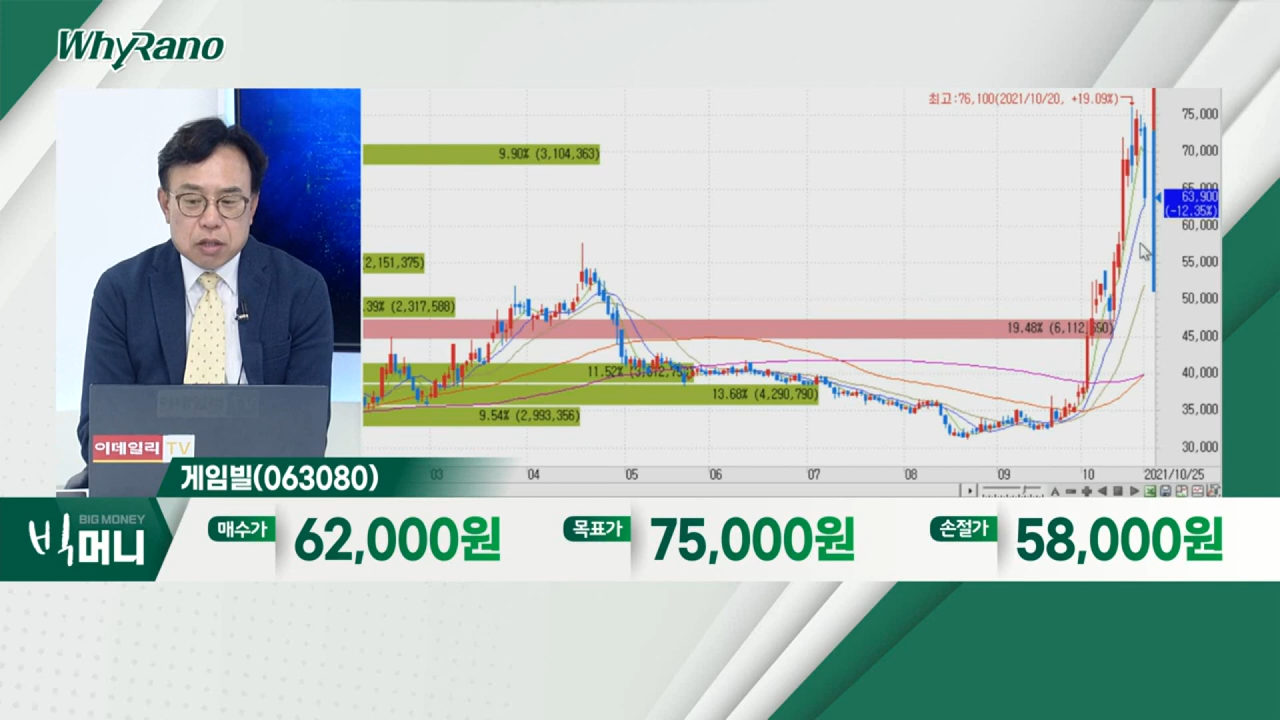 WhyRano
최고:76,100(2021/10/20, +19.09%)
75,000
9.90% (3,104,363)
70,000
65,000
63,900
(-12.35%)
60,000
2,151,375)
55,000
.39% (2,317,588)
50,000
19.48% (6,112,650)
45,000
11.52%
40,000
13.68% (4,290,790)
9.54% (2,993,356)
35,000
30,000
이데일리 TV
03 04 05 06 07 08 09 10 2021/10/25
게임빌(063080)
BIG MONEY
빅머니
매수가 62,000원 목표가 75,000원 손절가 58,000원